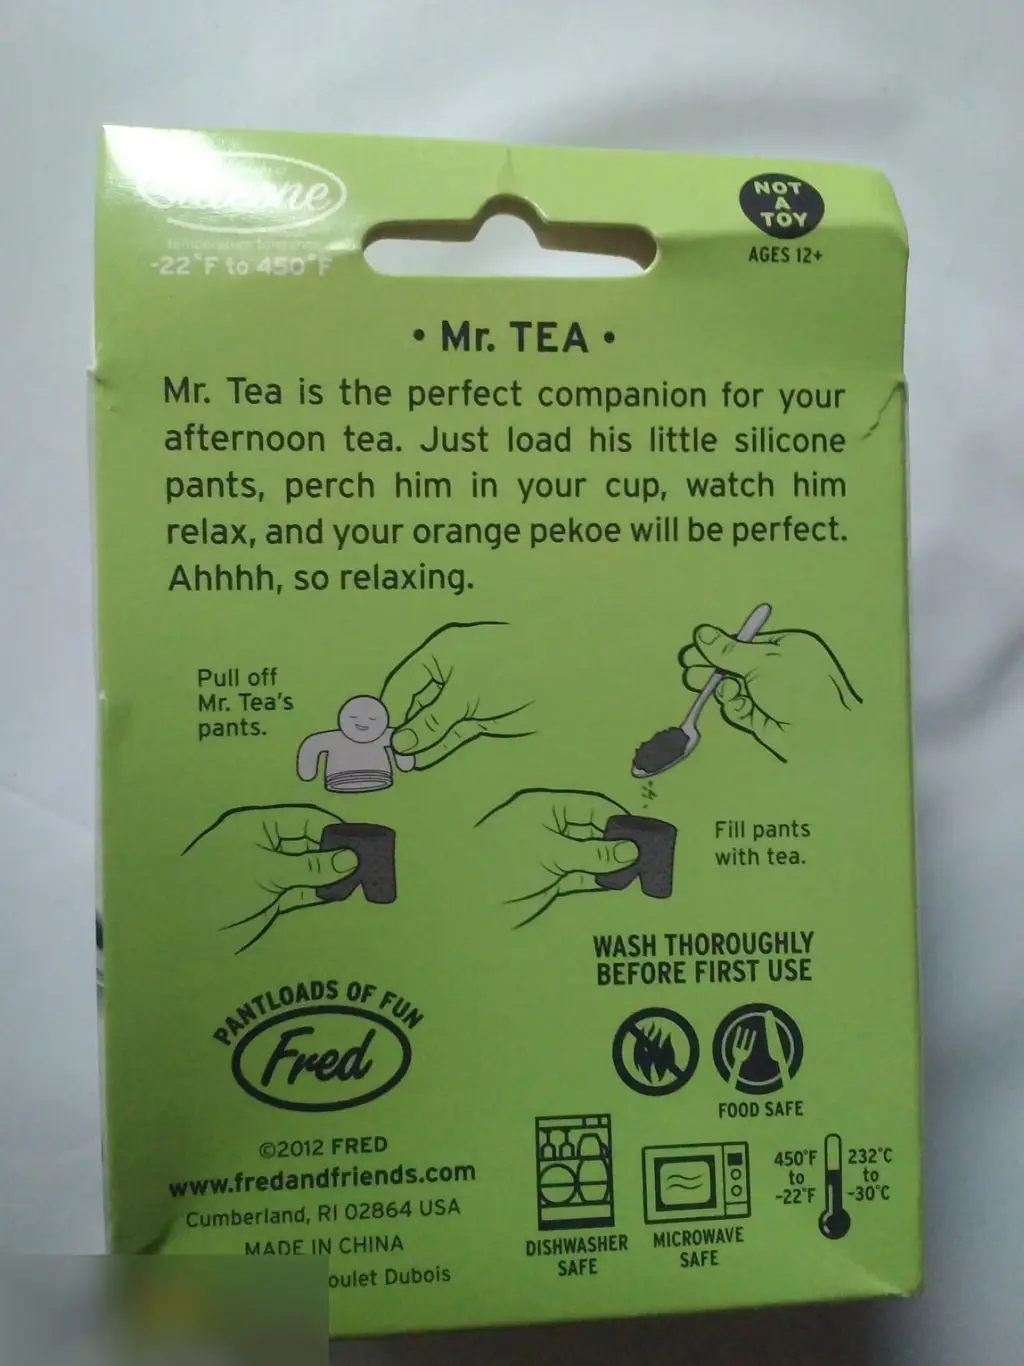 temperature tolerance
-22°F to 450°F
NOT
A
TOY
AGES 12+
• Mr. TEA •
Mr. Tea is the perfect companion for your
afternoon tea. Just load his little silicone
pants, perch him in your cup, watch him
relax, and your orange pekoe will be perfect.
Ahhhh, so relaxing.
Pull off
Mr. Tea's
pants.
Fill pants
with tea.
WASH THOROUGHLY
BEFORE FIRST USE
PANTLOADS OF FUN
Fred
FOOD SAFE
©2012 FRED
www.fredandfriends.com
Cumberland, RI 02864 USA
MADE IN CHINA
Dubois
DISHWASHER
SAFE
MICROWAVE
SAFE
450°F
to
-22°F
232°C
to
-30°C